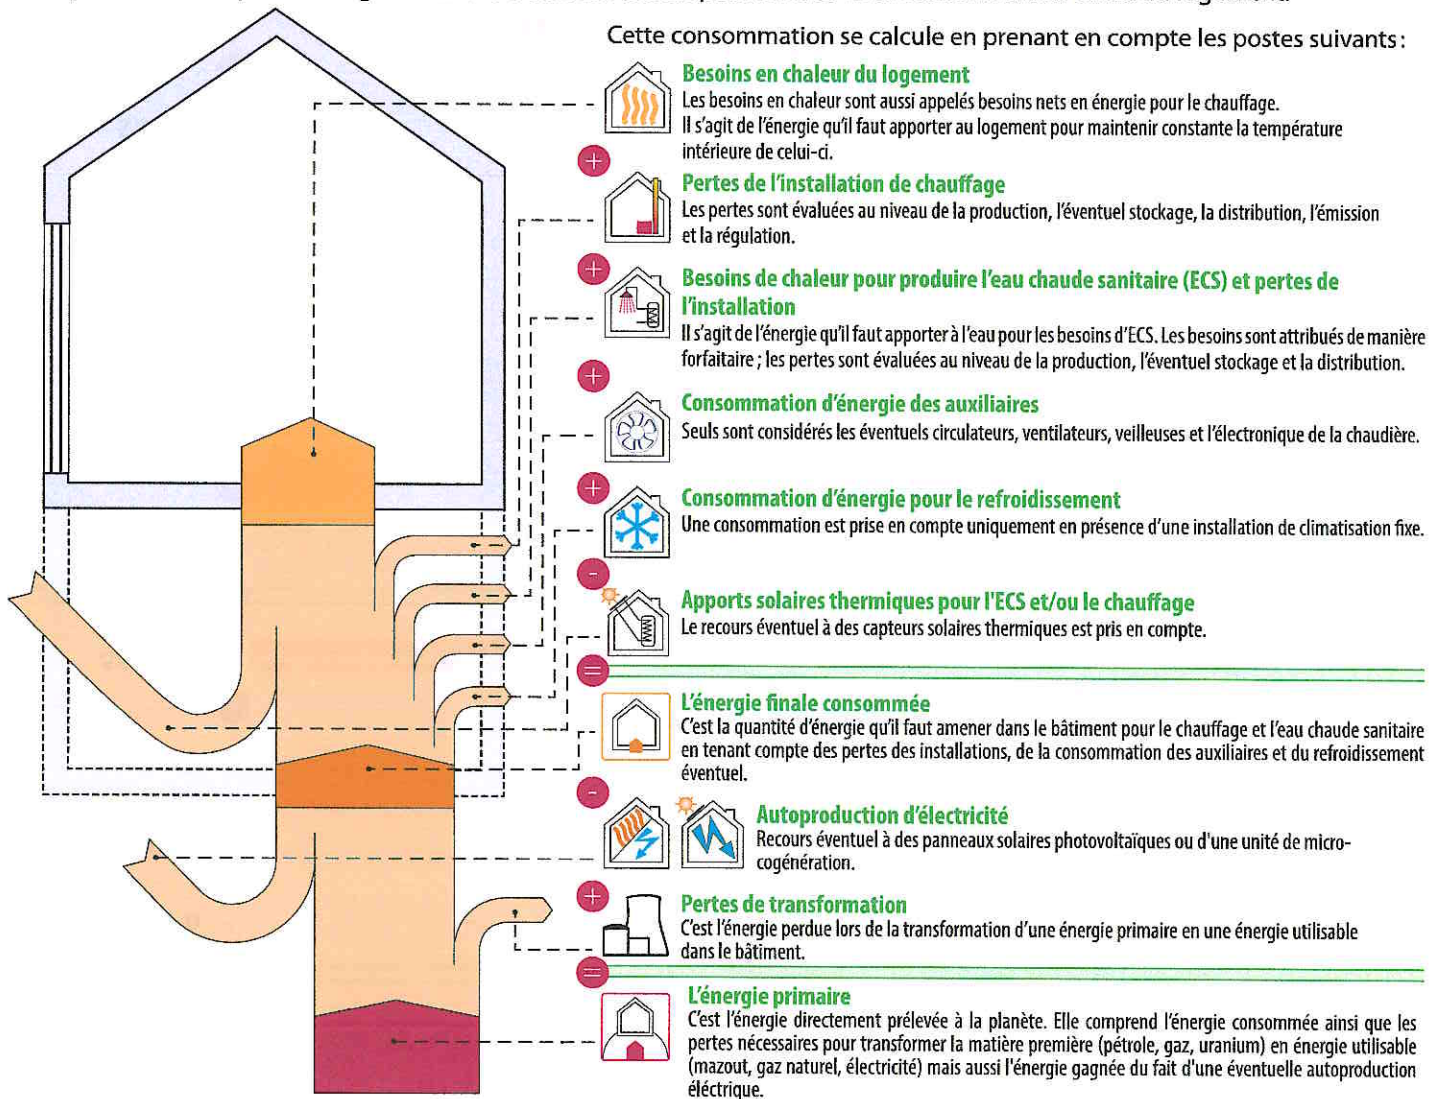 Cette consommation se calcule en prenant en compte les postes suivants :
Besoins en chaleur du logement
Les besoins en chaleur sont aussi appelés besoins nets en énergie pour le chauffage.
Il s'agit de l'énergie qu'il faut apporter au logement pour maintenir constante la température
intérieure de celui-ci.
+
Pertes de l'installation de chauffage
Les pertes sont évaluées au niveau de la production, l'éventuel stockage, la distribution, l'émission
et la régulation.
+
Besoins de chaleur pour produire l'eau chaude sanitaire (ECS) et pertes de
l'installation
Il s'agit de l'énergie qu'il faut apporter à l'eau pour les besoins d'ECS. Les besoins sont attribués de manière
forfaitaire ; les pertes sont évaluées au niveau de la production, l'éventuel stockage et la distribution.
+
Consommation d'énergie des auxiliaires
Seuls sont considérés les éventuels circulateurs, ventilateurs, veilleuses et l'électronique de la chaudière.
+
Consommation d'énergie pour le refroidissement
Une consommation est prise en compte uniquement en présence d'une installation de climatisation fixe.
-
Apports solaires thermiques pour l'ECS et/ou le chauffage
Le recours éventuel à des capteurs solaires thermiques est pris en compte.
=
L'énergie finale consommée
C'est la quantité d'énergie qu'il faut amener dans le bâtiment pour le chauffage et l'eau chaude sanitaire
en tenant compte des pertes des installations, de la consommation des auxiliaires et du refroidissement
éventuel.
-
Autoproduction d'électricité
Recours éventuel à des panneaux solaires photovoltaïques ou d'une unité de micro-
cogénération.
+
Pertes de transformation
C'est l'énergie perdue lors de la transformation d'une énergie primaire en une énergie utilisable
dans le bâtiment.
=
L'énergie primaire
C'est l'énergie directement prélevée à la planète. Elle comprend l'énergie consommée ainsi que les
pertes nécessaires pour transformer la matière première (pétrole, gaz, uranium) en énergie utilisable
(mazout, gaz naturel, électricité) mais aussi l'énergie gagnée du fait d'une éventuelle autoproduction
éléctrique.